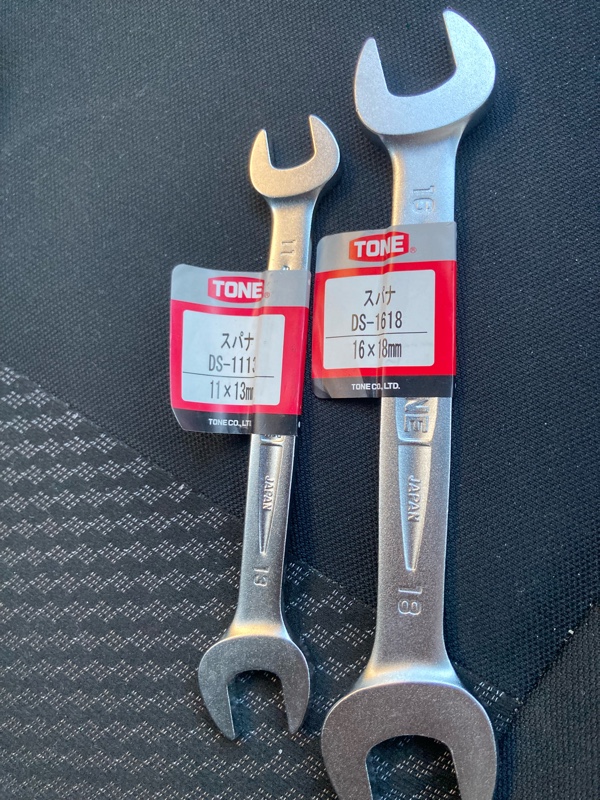 11
TONE
スパナ
DS-1113
11×13mm
TONE CO., LTD.
JAPAN
13
16
TONE®
スパナ
DS-1618
16×18mm
TONE CO., LTD.
JAPAN
18